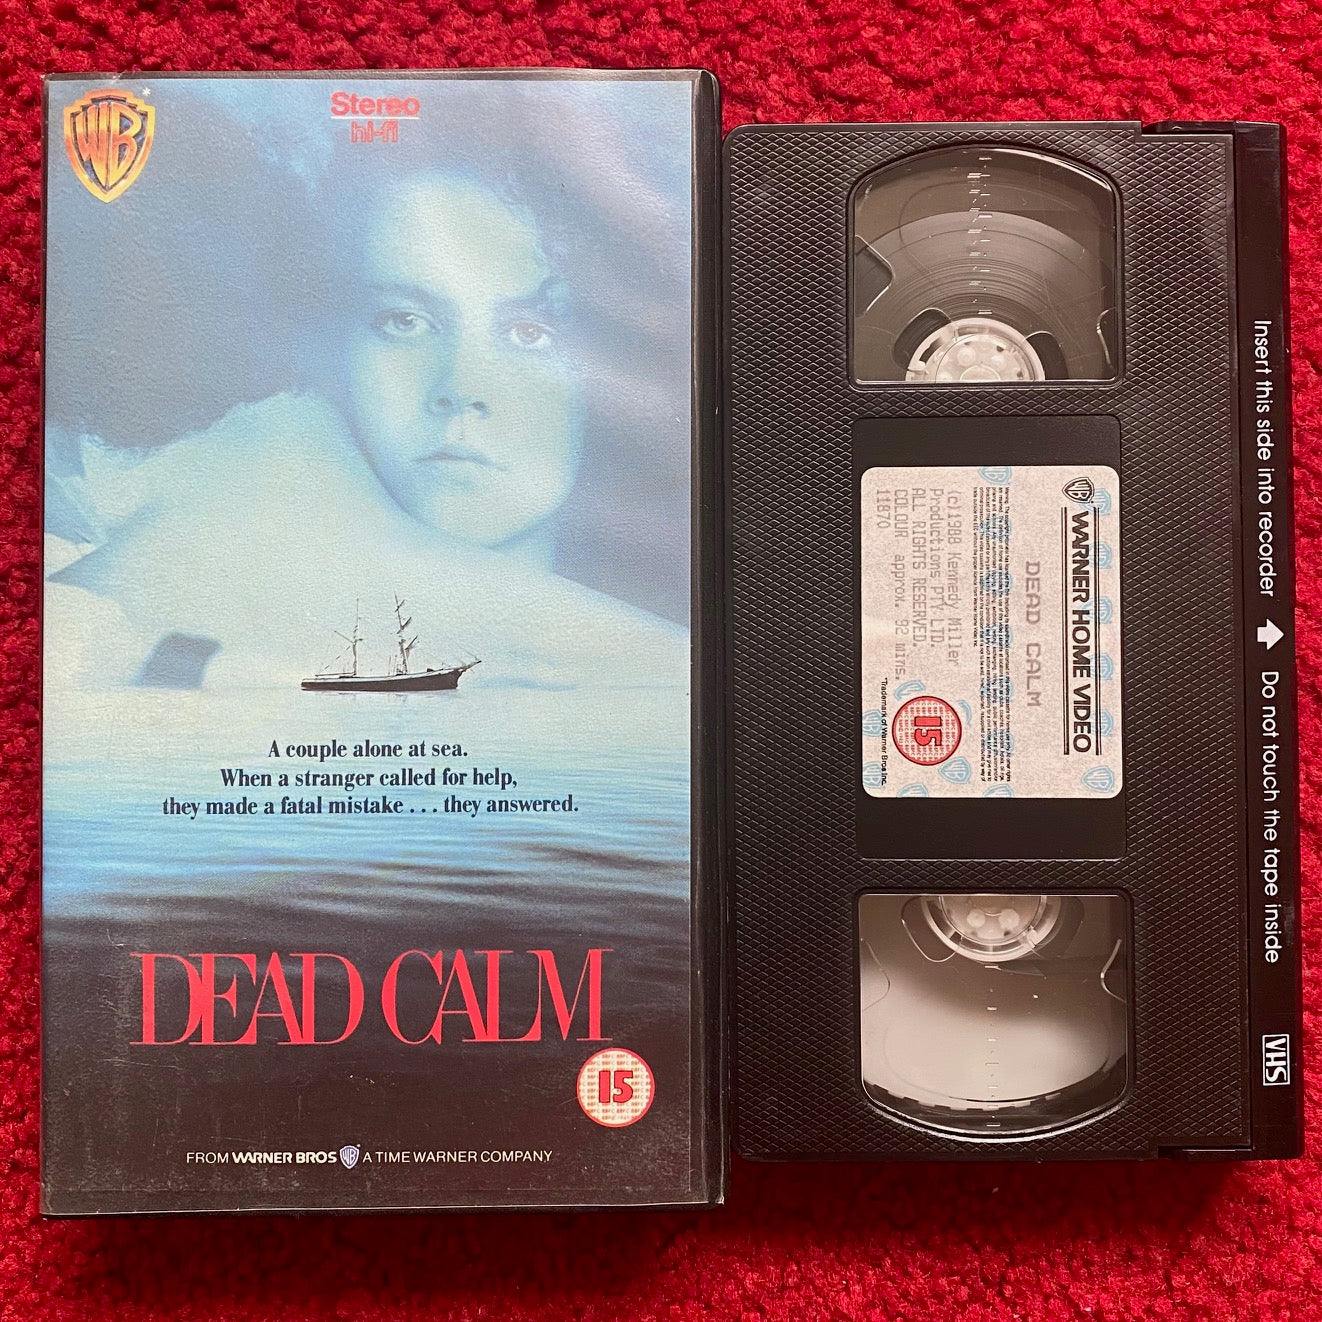 WB
Stereo
hi-fi
A couple alone at sea.
When a stranger called for help,
they made a fatal mistake . . . they answered.
DEAD CALM
15
FROM WARNER BROS WB A TIME WARNER COMPANY
WB WARNER HOME VIDEO
DEAD CALM
(c)1988 Kennedy Miller
Productions PTY.LTD.
ALL RIGHTS RESERVED.
COLOUR approx. 92 mins.
11870
15
*Trademark of Warner Bros Inc.
Insert this side into recorder
Do not touch the tape inside
VHS